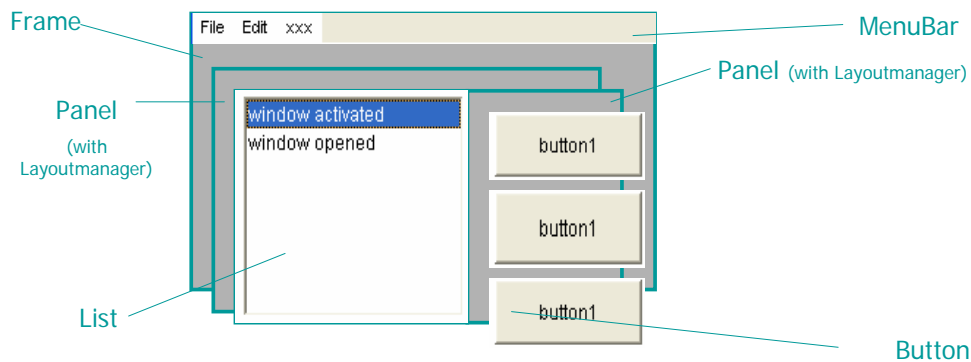 Frame
File Edit xxx
MenuBar
Panel (with Layoutmanager)
Panel
(with
Layoutmanager)
window activated
window opened
button1
button1
button1
List
Button